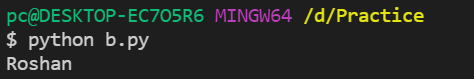 pc@DESKTOP-EC7O5R6 MINGW64 /d/Practice
$ python b.py
Roshan